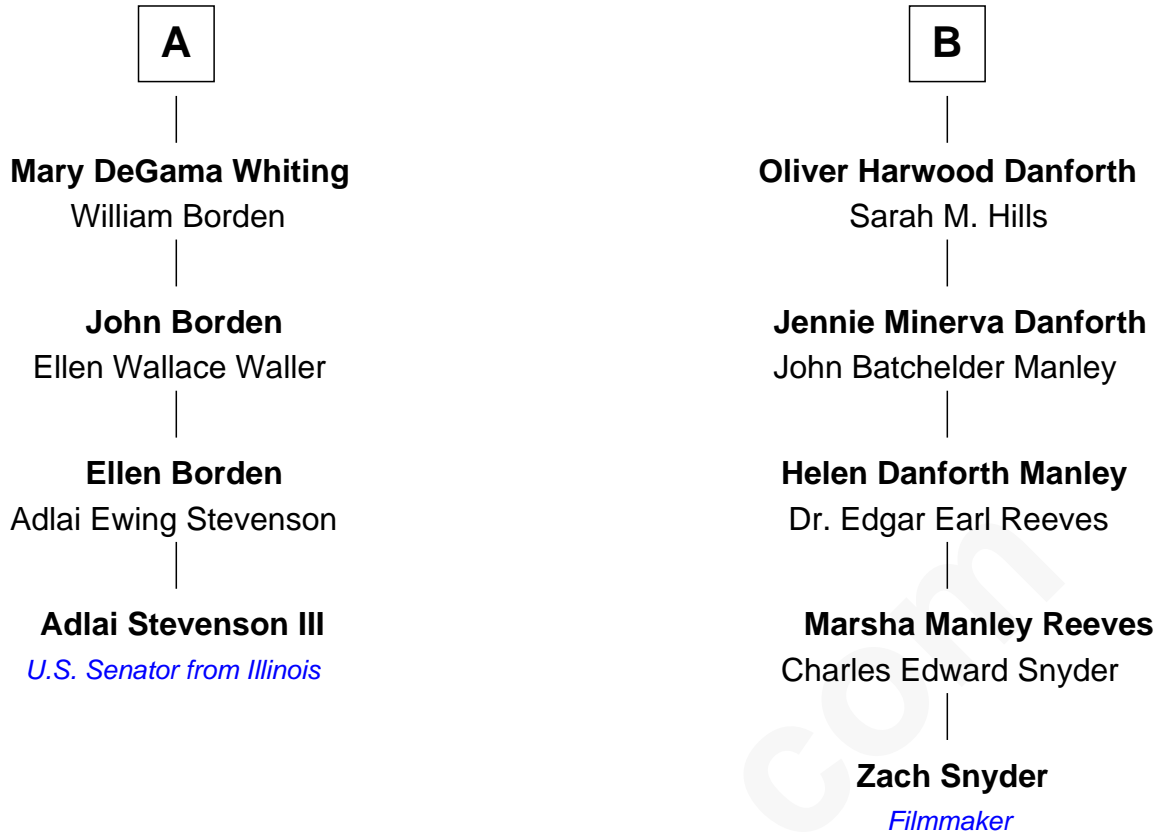 A
Mary DeGama Whiting
William Borden
John Borden
Ellen Wallace Waller
Ellen Borden
Adlai Ewing Stevenson
Adlai Stevenson III
U.S. Senator from Illinois
B
Oliver Harwood Danforth
Sarah M. Hills
Jennie Minerva Danforth
John Batchelder Manley
Helen Danforth Manley
Dr. Edgar Earl Reeves
Marsha Manley Reeves
Charles Edward Snyder
Zach Snyder
Filmmaker
com